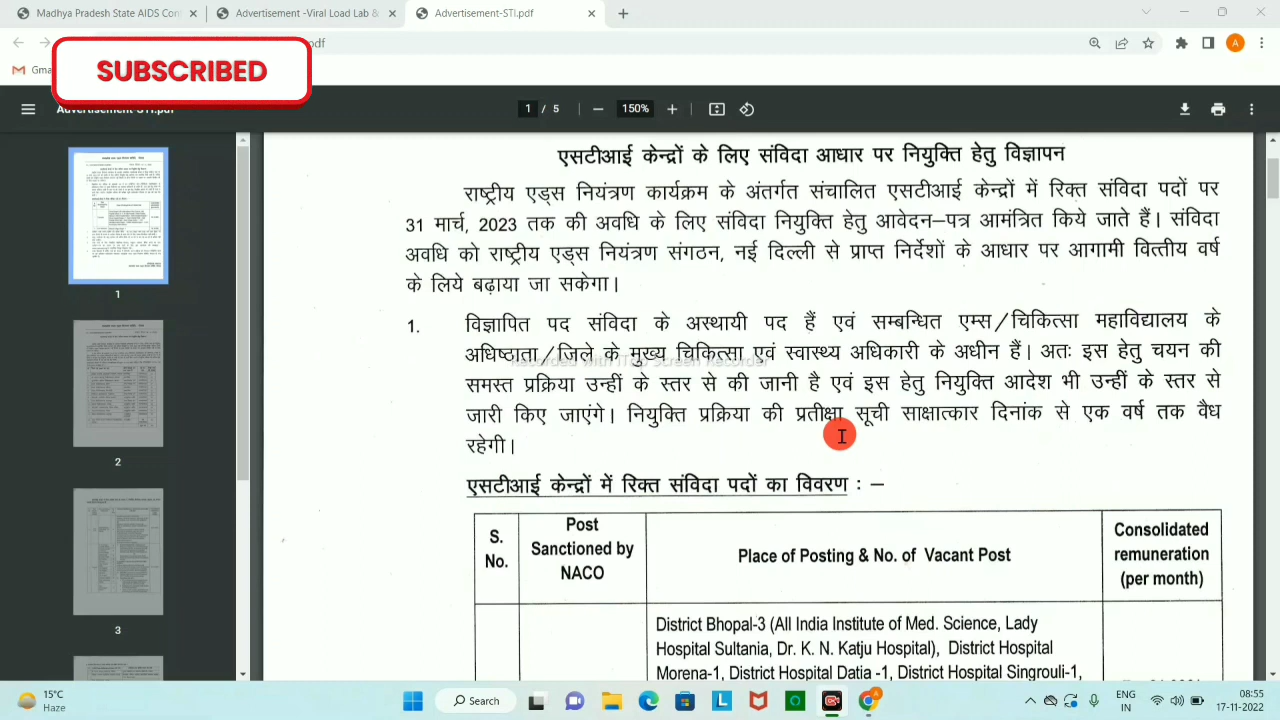 Madhya Pradesh State AIDS Cont
Advertisement -Viral Load Lab &
Advertisement-STI.pdf
SUBSCRIBED
Advertisement-STI.pdf
1 / 5
150%
एसटीआई केन्द्रों के लिए संविदा आधार पर नियुक्ति हेतु विज्ञापन
राष्ट्रीय एड्स नियंत्रण कार्यक्रम के अंतर्गत संचालित एसटीआई केन्द्रों में रिक्त संविदा पदों पर
31 मार्च, 2023 तक की अवधि के लिए संविदा नियुक्ति हेतु आवेदन–पत्र आमंत्रित किये जाते हैं। संविदा
अवधि को राष्ट्रीय एड्स नियंत्रण संगठन, नई दिल्ली से प्राप्त निर्देशों के आधार पर आगामी वित्तीय वर्ष
के लिये बढ़ाया जा सकेगा।
1. विज्ञापित पद संविदा के अस्थायी पद हैं एवं सम्बन्धित एम्स/चिकित्सा महाविद्यालय के
अधिष्ठाता, जिला के मुख्य चिकित्सा एवं स्वास्थ्य अधिकारी के अधीन हैं। अतः इस हेतु चयन की
समस्त प्रक्रिया उन्हीं के स्तर से की जानी है एवं इस हेतु नियुक्ति आदेश भी उन्हीं के स्तर से
जारी किए जाएंगे। नियुक्ति प्रक्रिया की प्रतीक्षा सूची साक्षात्कार दिनाक से एक वर्ष तक वैध
रहेगी।
एसटीआई केन्द्रों में रिक्त संविदा पदों का विवरण : –
S. No.
Post Sanctioned by NACO
Place of Posting & No. of Vacant Post
Consolidated remuneration (per month)
District Bhopal-3 (All India Institute of Med. Science, Lady
Hospital Sultania, Dr. K. N. Katju Hospital), District Hospital
Morena-1, District Hospital Datia -1, District Hospital Singrouli-1,
1
2
3
15°C
Haze
Search
ENG
IN
08:55
17-11-2022